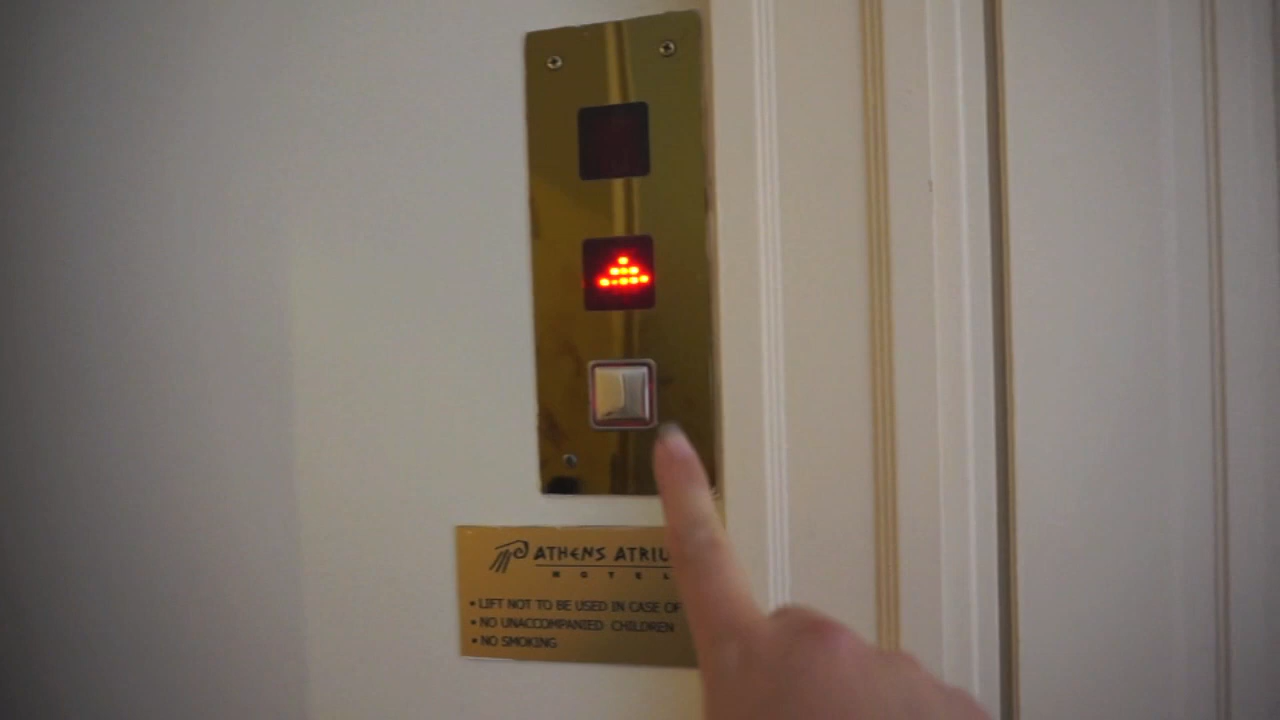 ATHENS ATRIU
HOTEL
• LIFT NOT TO BE USED IN CASE OF
• NO UNACCOMPANIED CHILDREN
• NO SMOKING